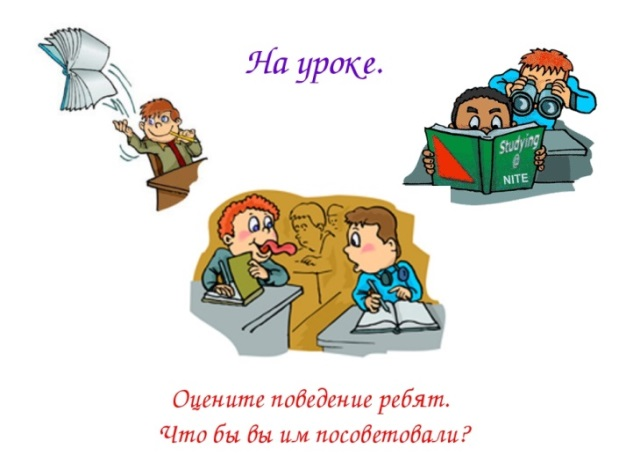 На уроке.
Studying
@
NITE
Оцените поведение ребят.
Что бы вы им посоветовали?